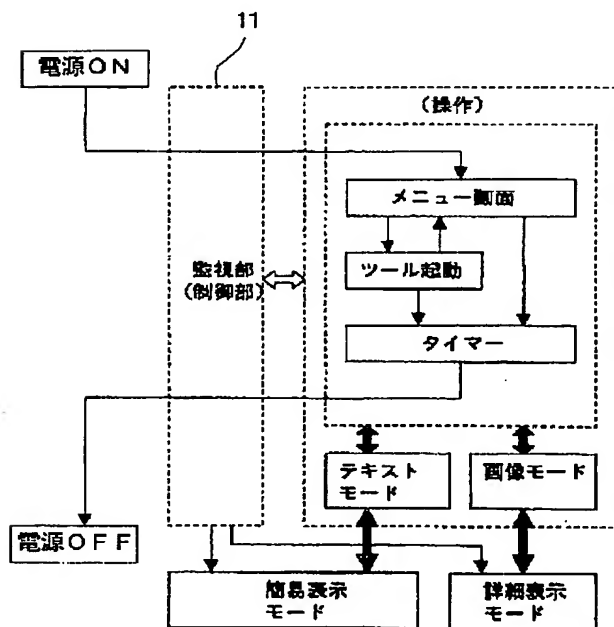 11
電源ON
(操作)
メニュー画面
監視部
(制御部)
ツール起動
タイマー
テキスト
モード
画像モード
電源OFF
簡易表示
モード
詳細表示
モード